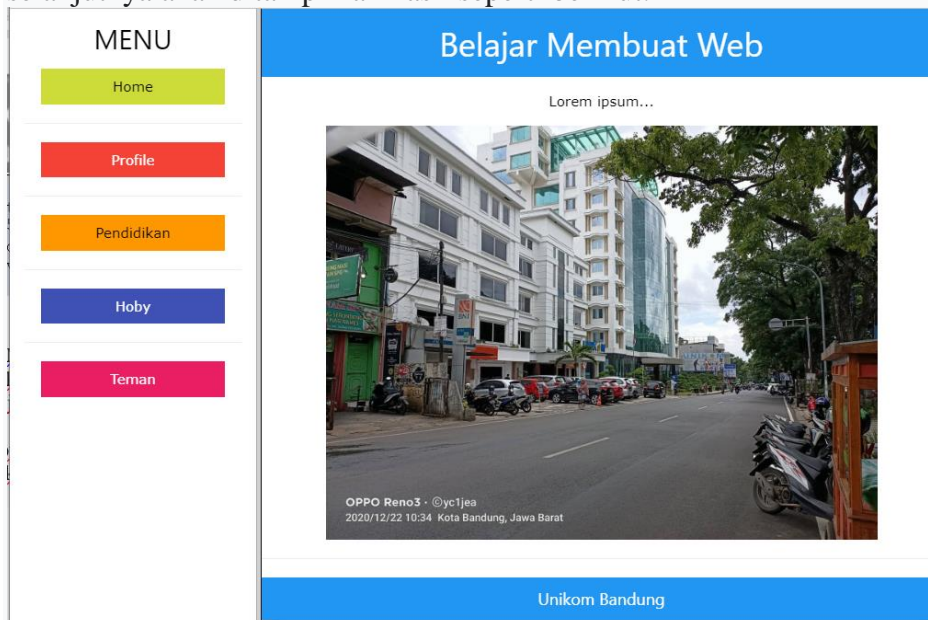 MENU
Home
Profile
Pendidikan
Hoby
Teman
Belajar Membuat Web
Lorem ipsum...
BNI
OPPO Reno3 · ©yc1jea
2020/12/22 10:34 Kota Bandung, Jawa Barat
Unikom Bandung